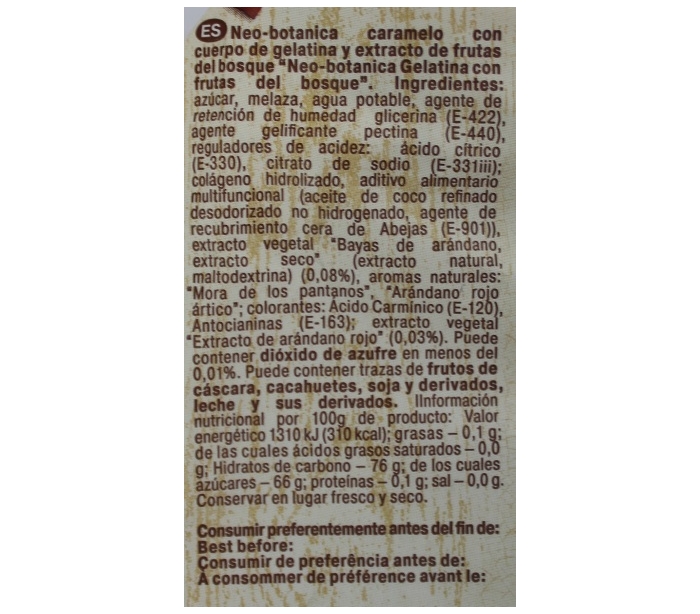 ES Neo-botanica caramelo con
cuerpo de gelatina y extracto de frutas
del bosque "Neo-botanica Gelatina con
frutas del bosque". Ingredientes:
azúcar, melaza, agua potable, agente de
retención de humedad glicerina (E-422),
agente gelificante pectina (E-440),
reguladores de acidez: ácido cítrico
(E-330), citrato de sodio (E-331iii);
colágeno hidrolizado, aditivo alimentario
multifuncional (aceite de coco refinado
desodorizado no hidrogenado, agente de
recubrimiento cera de Abejas (E-901)),
extracto vegetal "Bayas de arándano,
extracto seco" (extracto natural,
maltodextrina) (0,08%), aromas naturales:
"Mora de los pantanos", "Arándano rojo
ártico"; colorantes: Ácido Carmínico (E-120),
Antocianinas (E-163); extracto vegetal
"Extracto de arándano rojo" (0,03%). Puede
contener dióxido de azufre en menos del
0,01%. Puede contener trazas de frutos de
cáscara, cacahuetes, soja y derivados,
leche y sus derivados. IInformación
nutricional por 100g de producto: Valor
energético 1310 kJ (310 kcal); grasas – 0,1 g;
de las cuales ácidos grasos saturados – 0,0
g; Hidratos de carbono – 76 g; de los cuales
azúcares – 66 g; proteínas – 0,1 g; sal – 0,0 g.
Conservar en lugar fresco y seco.
Consumir preferentemente antes del fin de:
Best before:
Consumir de preferência antes de:
À consommer de préférence avant le: